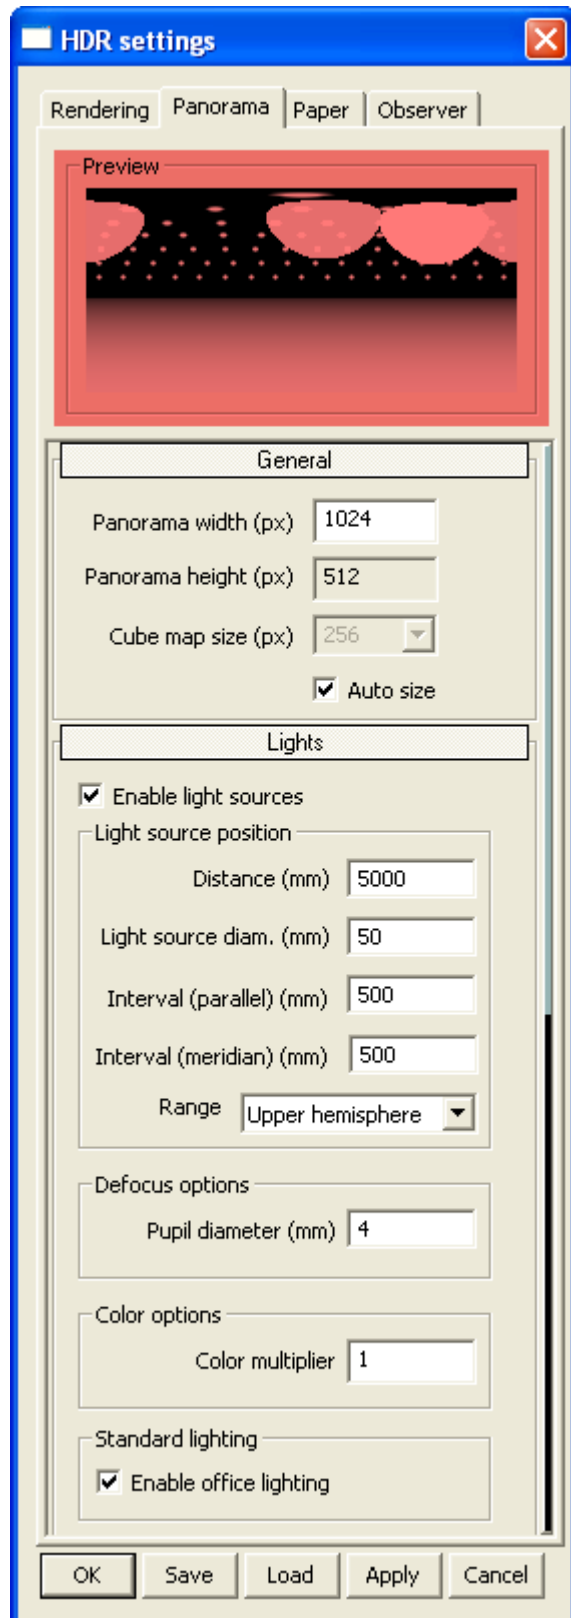 HDR settings
Rendering Panorama Paper Observer
Preview
General
Panorama width (px) 1024
Panorama height (px) 512
Cube map size (px) 256
Auto size
Lights
Enable light sources
Light source position
Distance (mm) 5000
Light source diam. (mm) 50
Interval (parallel) (mm) 500
Interval (meridian) (mm) 500
Range Upper hemisphere
Defocus options
Pupil diameter (mm) 4
Color options
Color multiplier 1
Standard lighting
Enable office lighting
OK Save Load Apply Cancel